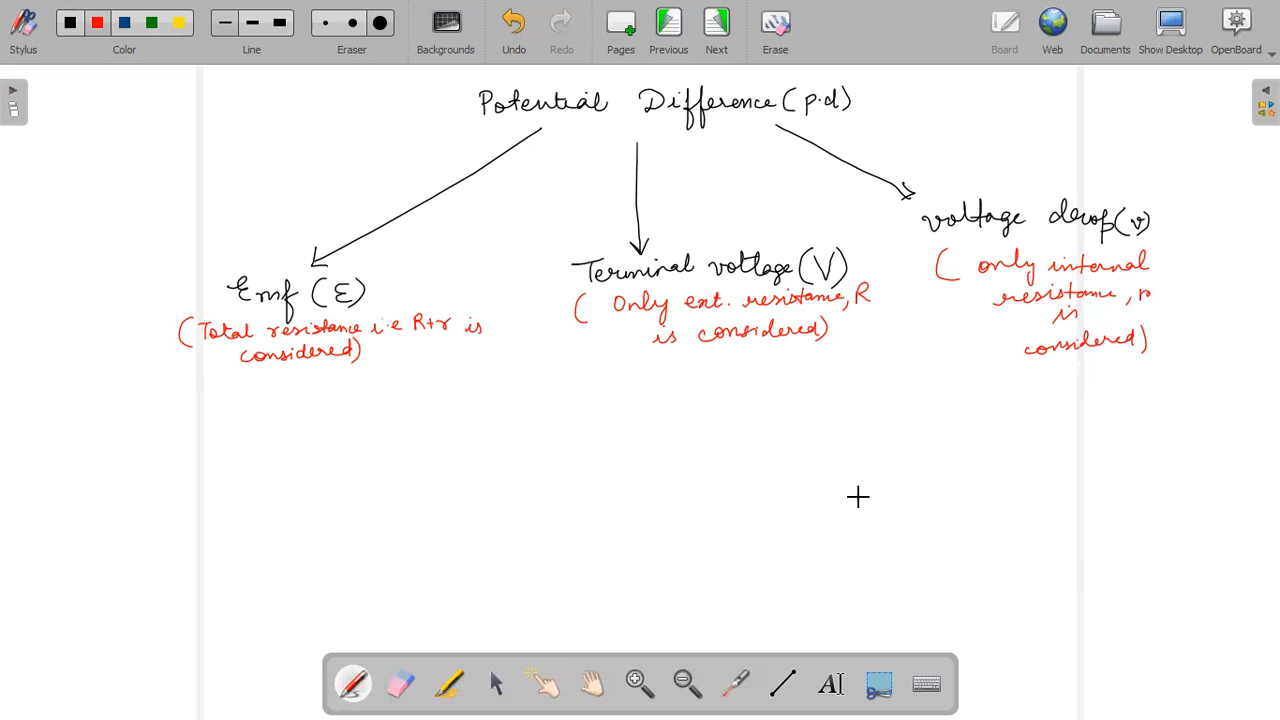 Stylus
Color
Line
Eraser
Backgrounds
Undo
Redo
Pages
Previous
Next
Erase
Board
Web
Documents
Show Desktop
OpenBoard
Potential Difference (p.d)
Emf (ε)
(Total resistance i.e R+r is
considered)
Terminal voltage (V)
( Only ext. resistance, R
is considered)
voltage drop (v)
( only internal
resistance, r
is
considered)
AI